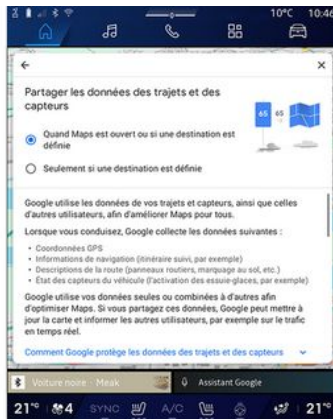 10°C 10:46
Partager les données des trajets et des
capteurs
65 65
Quand Maps est ouvert ou si une destination est
définie
Seulement si une destination est définie
Google utilise les données de vos trajets et capteurs, ainsi que celles
d'autres utilisateurs, afin d'améliorer Maps pour tous.
Lorsque vous conduisez, Google collecte les données suivantes :
• Coordonnées GPS
• Informations de navigation (itinéraire suivi, par exemple)
• Descriptions de la route (panneaux routiers, marquage au sol, etc.)
• État des capteurs du véhicule (l'activation des essuie-glaces, par exemple)
Google utilise vos données seules ou combinées à d'autres afin
d'optimiser Maps. Si vous partagez ces données, Google peut mettre à
jour la carte et informer les autres utilisateurs, par exemple sur le trafic
en temps réel.
Comment Google protège les données des trajets et capteurs
Voiture noire · Meak Assistant Google
21° 4 SYNC A/C 21°